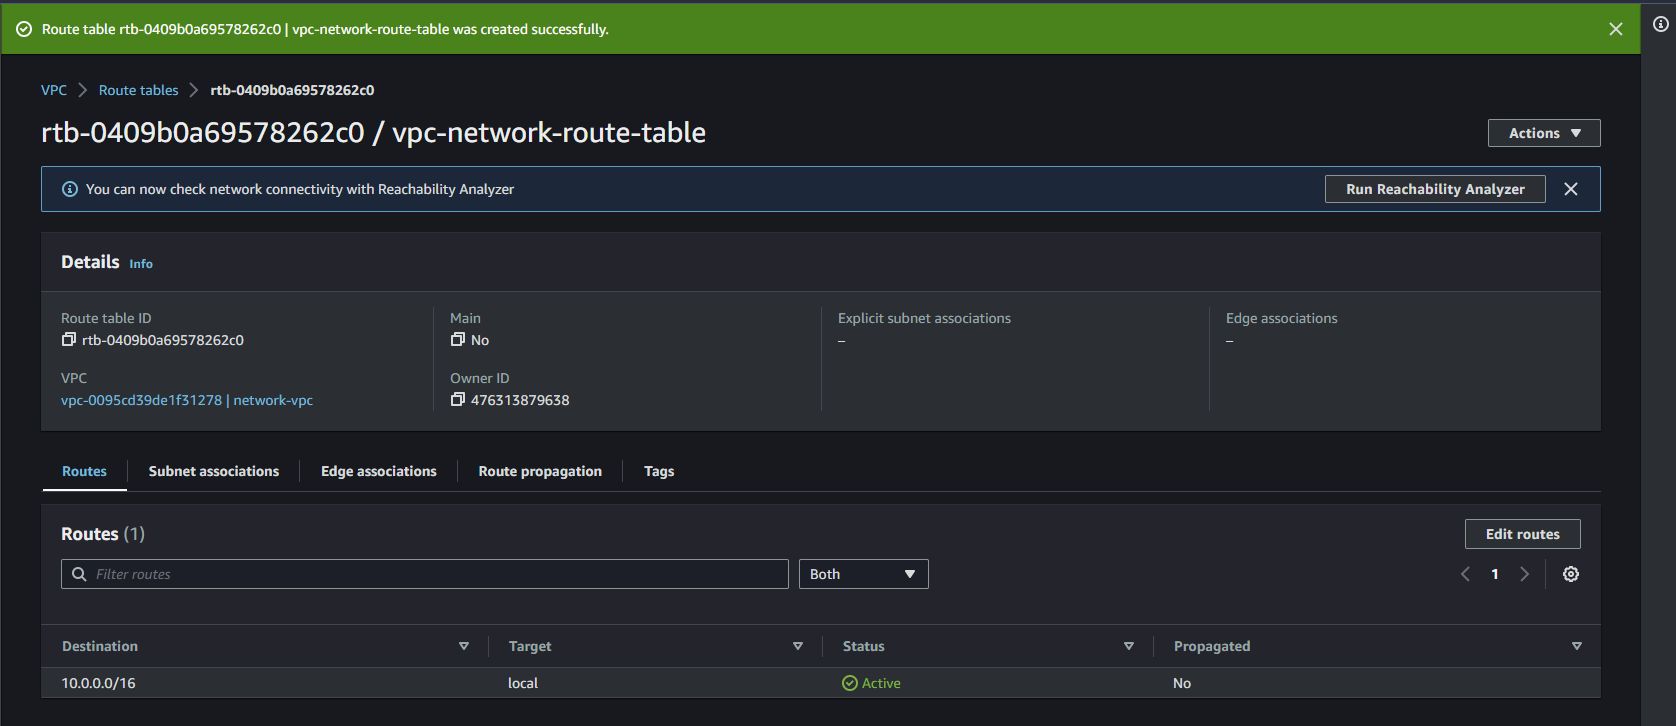 Route table rtb-0409b0a69578262c0 | vpc-network-route-table was created successfully.
VPC > Route tables > rtb-0409b0a69578262c0
rtb-0409b0a69578262c0 / vpc-network-route-table
Actions
You can now check network connectivity with Reachability Analyzer
Run Reachability Analyzer
Details Info
Route table ID
rtb-0409b0a69578262c0
Main
No
Explicit subnet associations
–
Edge associations
–
VPC
vpc-0095cd39de1f31278 | network-vpc
Owner ID
476313879638
Routes Subnet associations Edge associations Route propagation Tags
Routes (1)
Edit routes
Filter routes
Both
1
Destination Target Status Propagated
10.0.0.0/16 local Active No